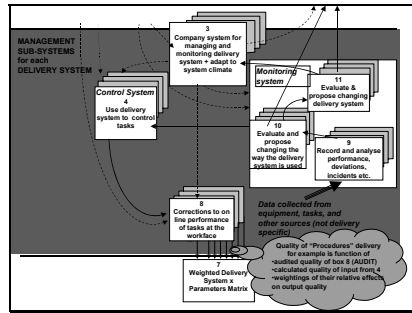 MANAGEMENT
SUB-SYSTEMS
for each
DELIVERY SYSTEM
3
Company system for
managing and
monitoring delivery
system + adapt to
system climate
Monitoring
system
11
Evaluate &
propose changing
delivery system
Control System
4
Use delivery
system to control
tasks
10
Evaluate and
propose changing
the way the delivery
system is used
9
Record and analyse
performance,
deviations,
incidents etc.
Data collected from
equipment, tasks, and
other sources (not delivery
specific)
8
Corrections to on
line performance
of tasks at the
workface
7
Weighted Delivery
System x
Parameters Matrix
Quality of "Procedures" delivery
for example is function of
•audited quality of box 8 (AUDIT)
•calculated quality of input from 4
•weightings of their relative effects
on output quality